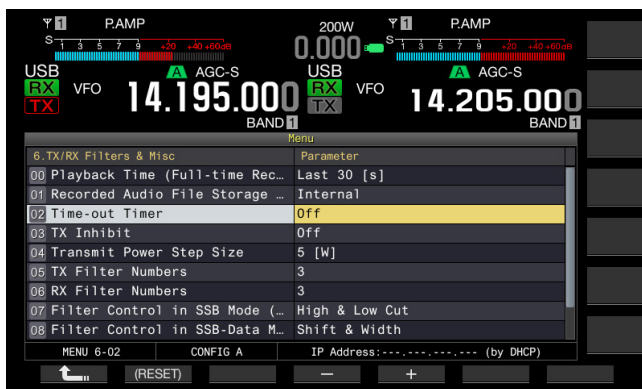 1 P.AMP 200W 1 P.AMP
S 1 3 5 7 9 +20 +40 +60dB 0.000 S 1 3 5 7 9 +20 +40 +60dB
USB A AGC-S USB A AGC-S
RX VFO 14.195.000 RX VFO 14.205.000
TX TX
BAND 1 BAND 1
Menu
6.TX/RX Filters & Misc Parameter
00 Playback Time (Full-time Rec… Last 30 [s]
01 Recorded Audio File Storage … Internal
02 Time-out Timer Off
03 TX Inhibit Off
04 Transmit Power Step Size 5 [W]
05 TX Filter Numbers 3
06 RX Filter Numbers 3
07 Filter Control in SSB Mode (… High & Low Cut
08 Filter Control in SSB-Data M… Shift & Width
MENU 6-02 CONFIG A IP Address:---.---.---.--- (by DHCP)
(RESET) − +